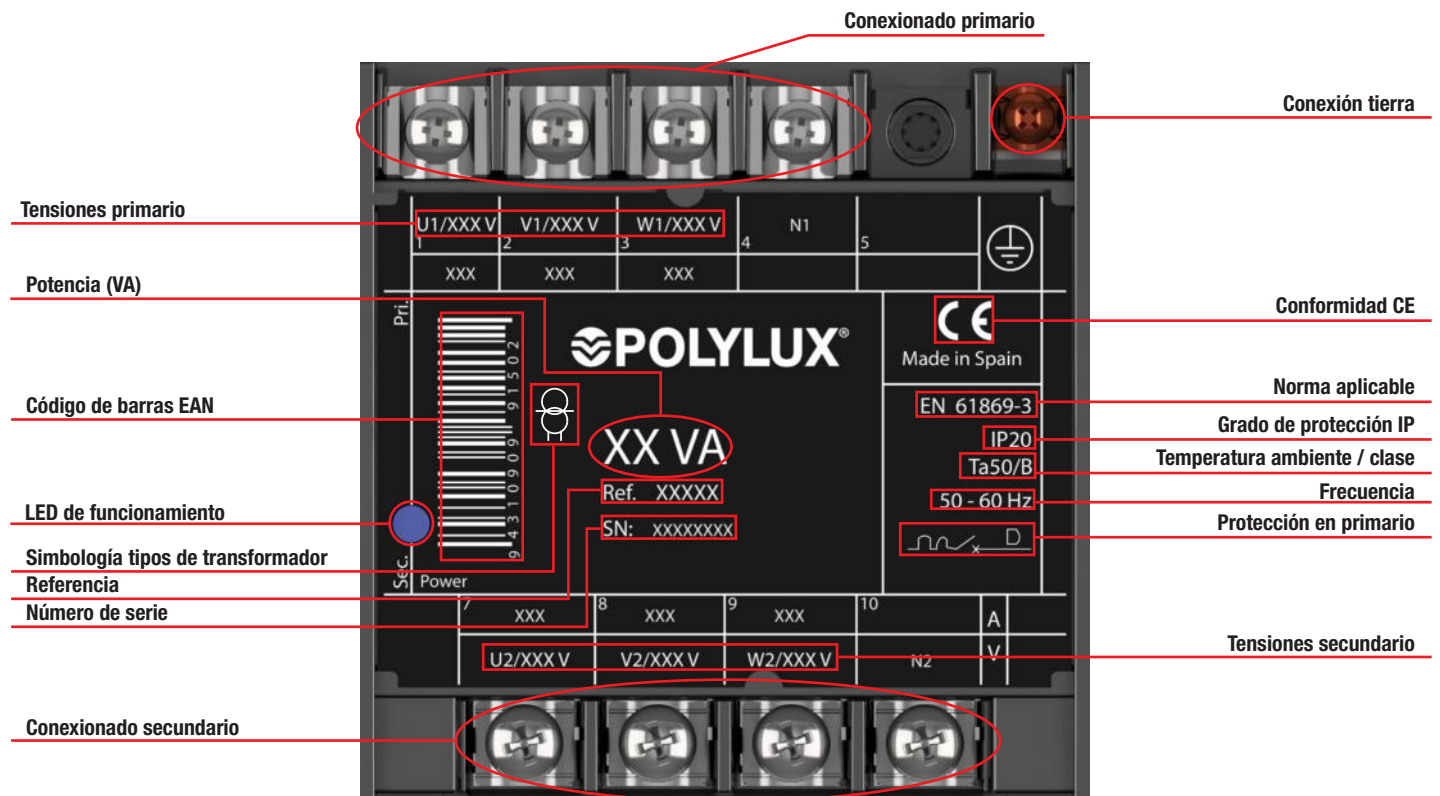 Conexionado primario
Conexión tierra
Tensiones primario
U1/XXX V V1/XXX V W1/XXX V N1
1 2 3 4 5
XXX XXX XXX
Potencia (VA)
Pri.
CE
Conformidad CE
POLYLUX®
Made in Spain
Código de barras EAN
9 431090 91502
EN 61869-3
Norma aplicable
IP20
Grado de protección IP
XX VA
Ta50/B
Temperatura ambiente / clase
Ref. XXXXX
50 - 60 Hz
Frecuencia
LED de funcionamiento
SN: XXXXXXXX
D
Protección en primario
Simbología tipos de transformador
Sec.
Power
Referencia
Número de serie
7 XXX 8 XXX 9 XXX 10 A
U2/XXX V V2/XXX V W2/XXX V N2 V
Tensiones secundario
Conexionado secundario